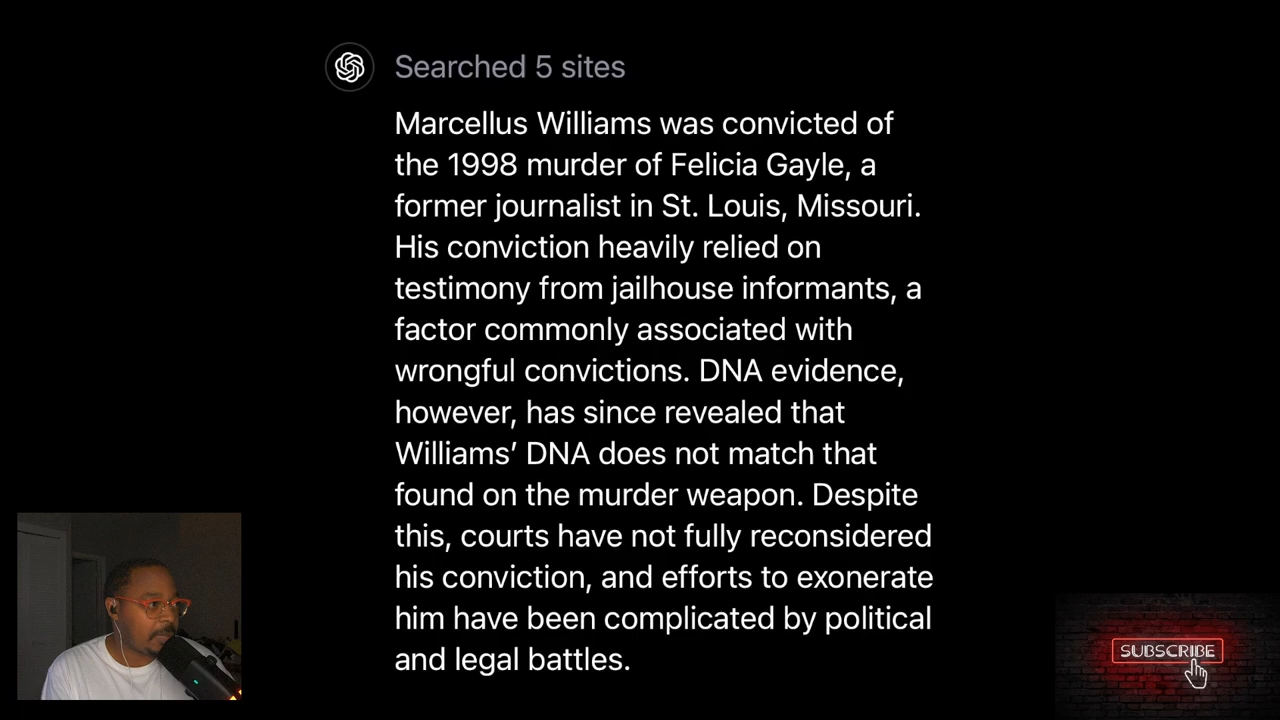 Searched 5 sites
Marcellus Williams was convicted of
the 1998 murder of Felicia Gayle, a
former journalist in St. Louis, Missouri.
His conviction heavily relied on
testimony from jailhouse informants, a
factor commonly associated with
wrongful convictions. DNA evidence,
however, has since revealed that
Williams’ DNA does not match that
found on the murder weapon. Despite
this, courts have not fully reconsidered
his conviction, and efforts to exonerate
him have been complicated by political
and legal battles.
SUBSCRIBE